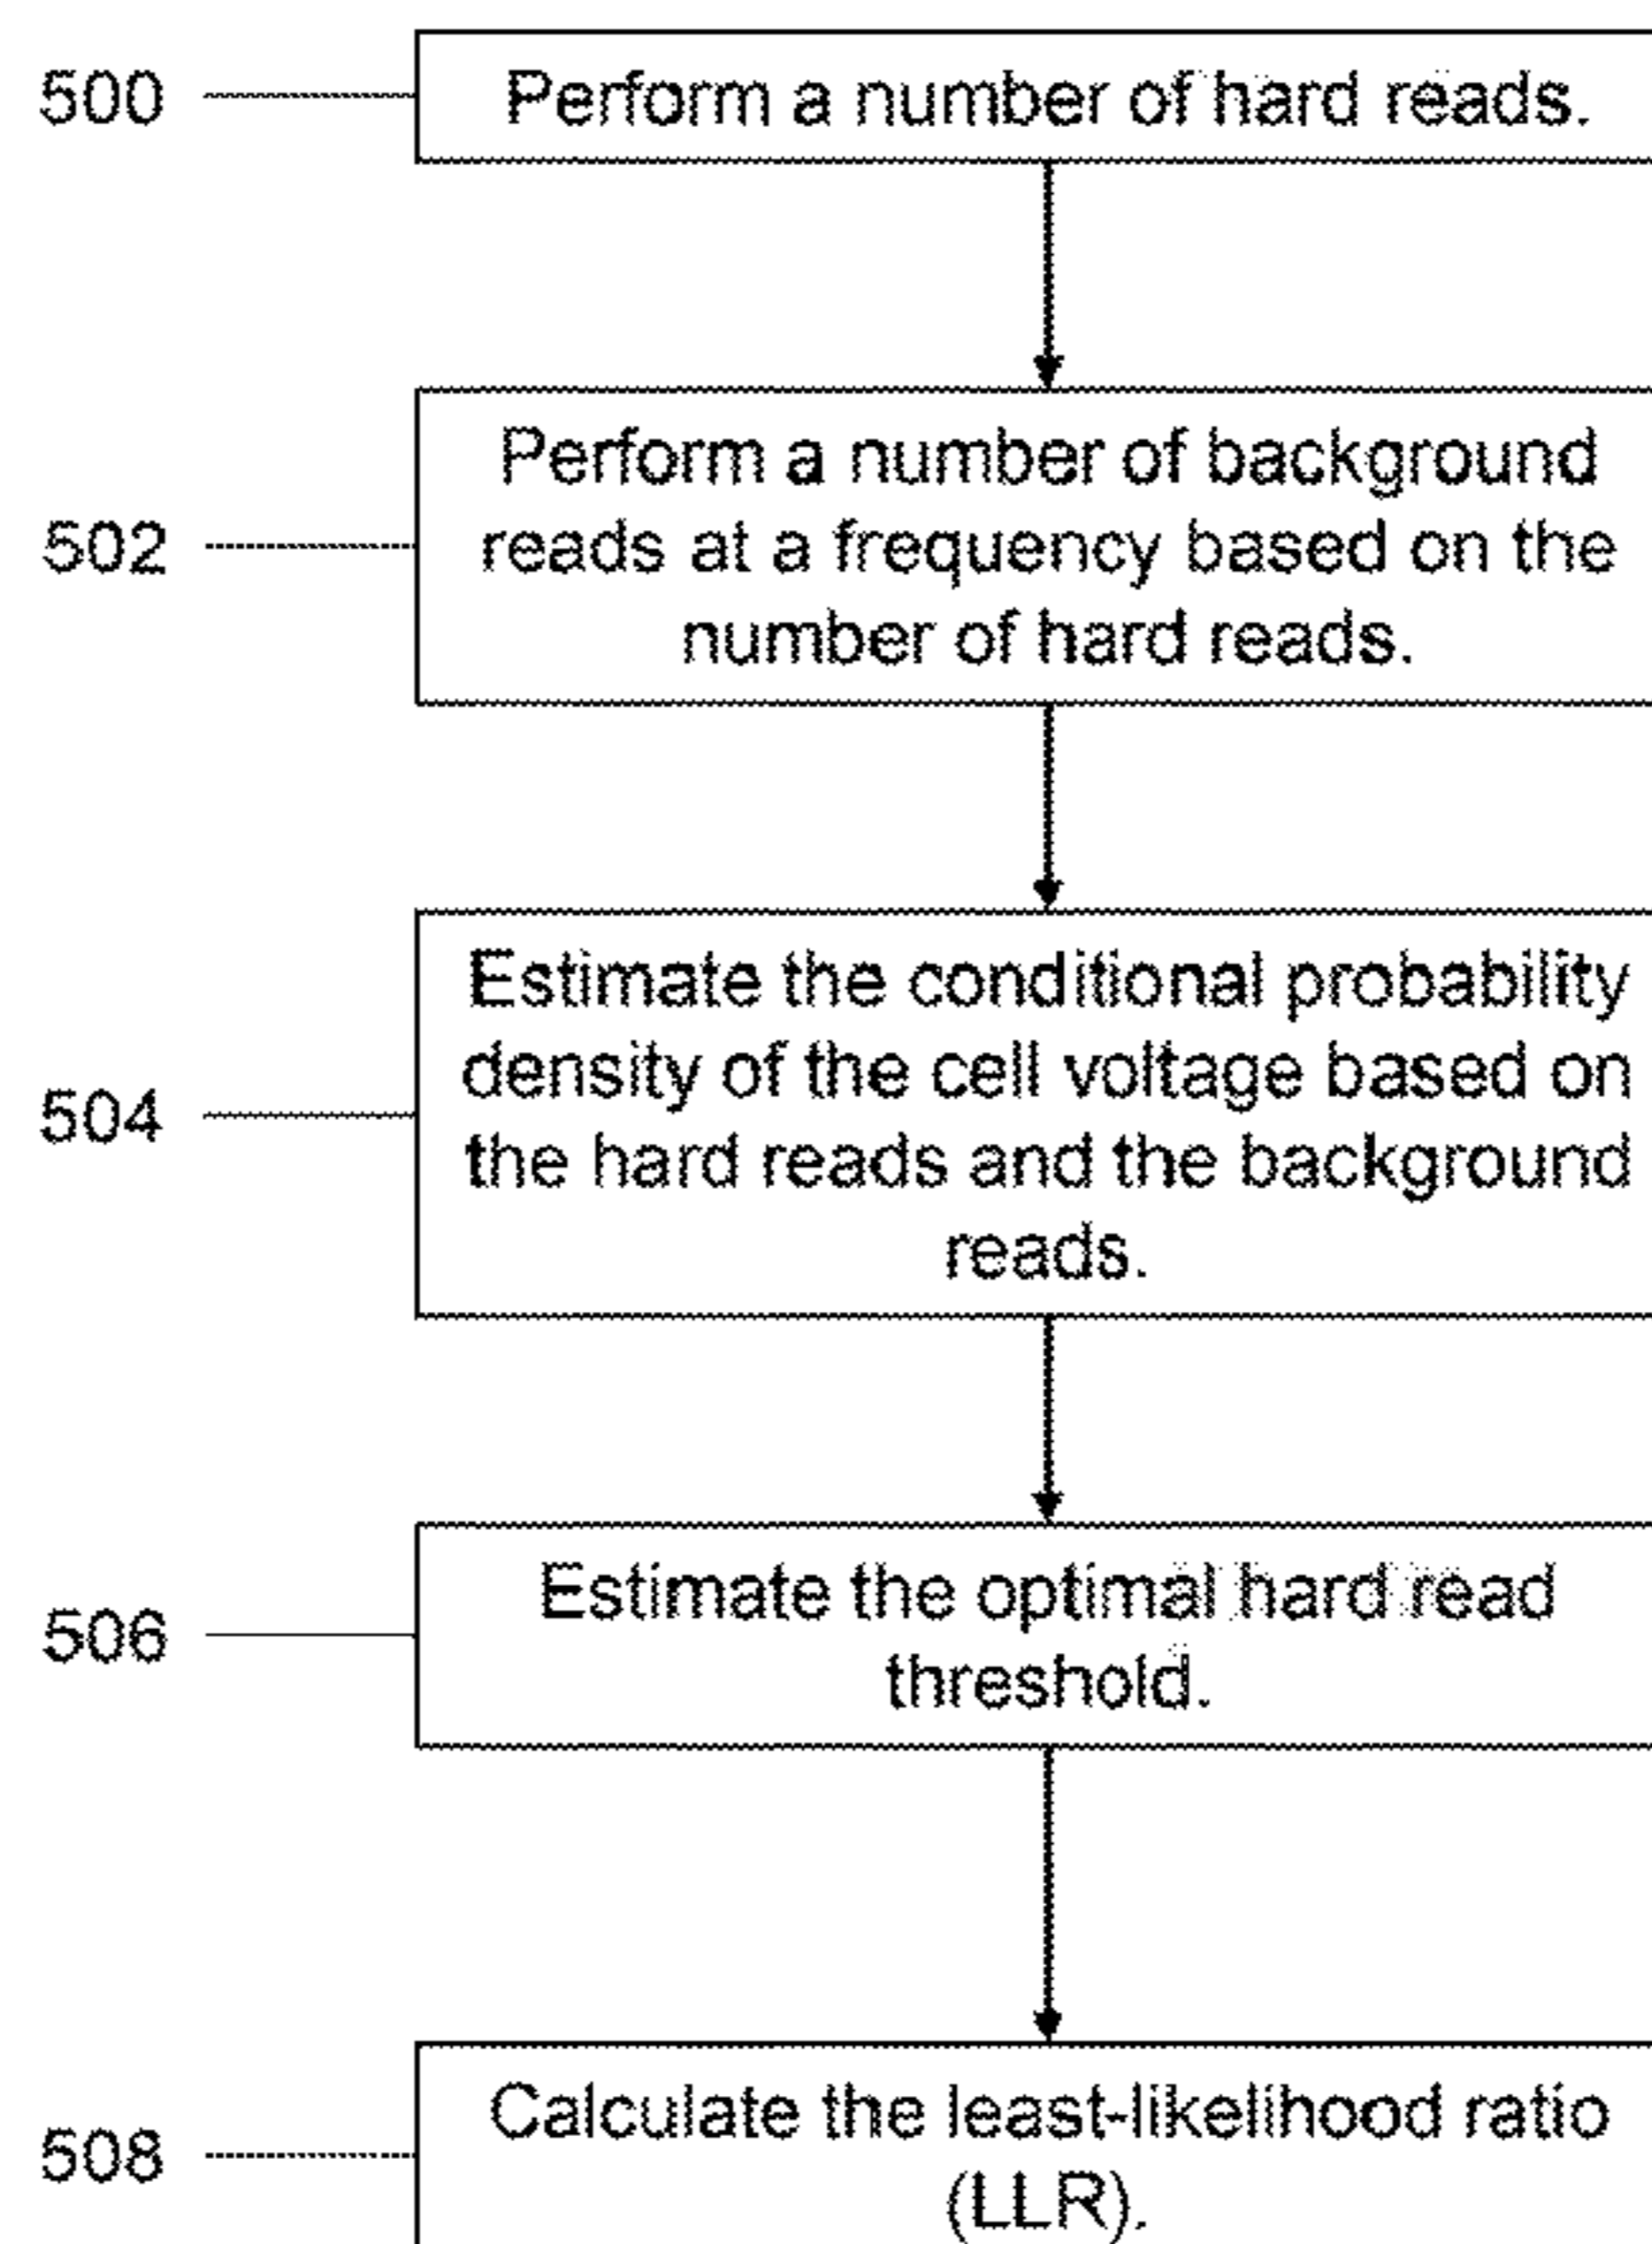 500 Perform a number of hard reads.
Perform a number of background
502 reads at a frequency based on the
number of hard reads.
Estimate the conditional probability
density of the cell voltage based on
504 the hard reads and the background
reads.
506 Estimate the optimal hard read
threshold.
508 Calculate the least-likelihood ratio
(LLR).